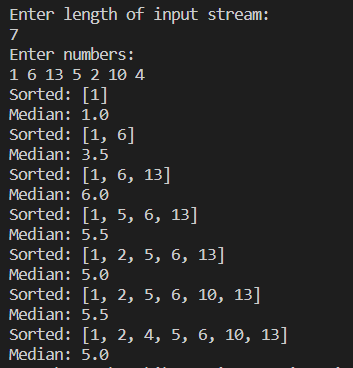 Enter length of input stream:
7
Enter numbers:
1 6 13 5 2 10 4
Sorted: [1]
Median: 1.0
Sorted: [1, 6]
Median: 3.5
Sorted: [1, 6, 13]
Median: 6.0
Sorted: [1, 5, 6, 13]
Median: 5.5
Sorted: [1, 2, 5, 6, 13]
Median: 5.0
Sorted: [1, 2, 5, 6, 10, 13]
Median: 5.5
Sorted: [1, 2, 4, 5, 6, 10, 13]
Median: 5.0